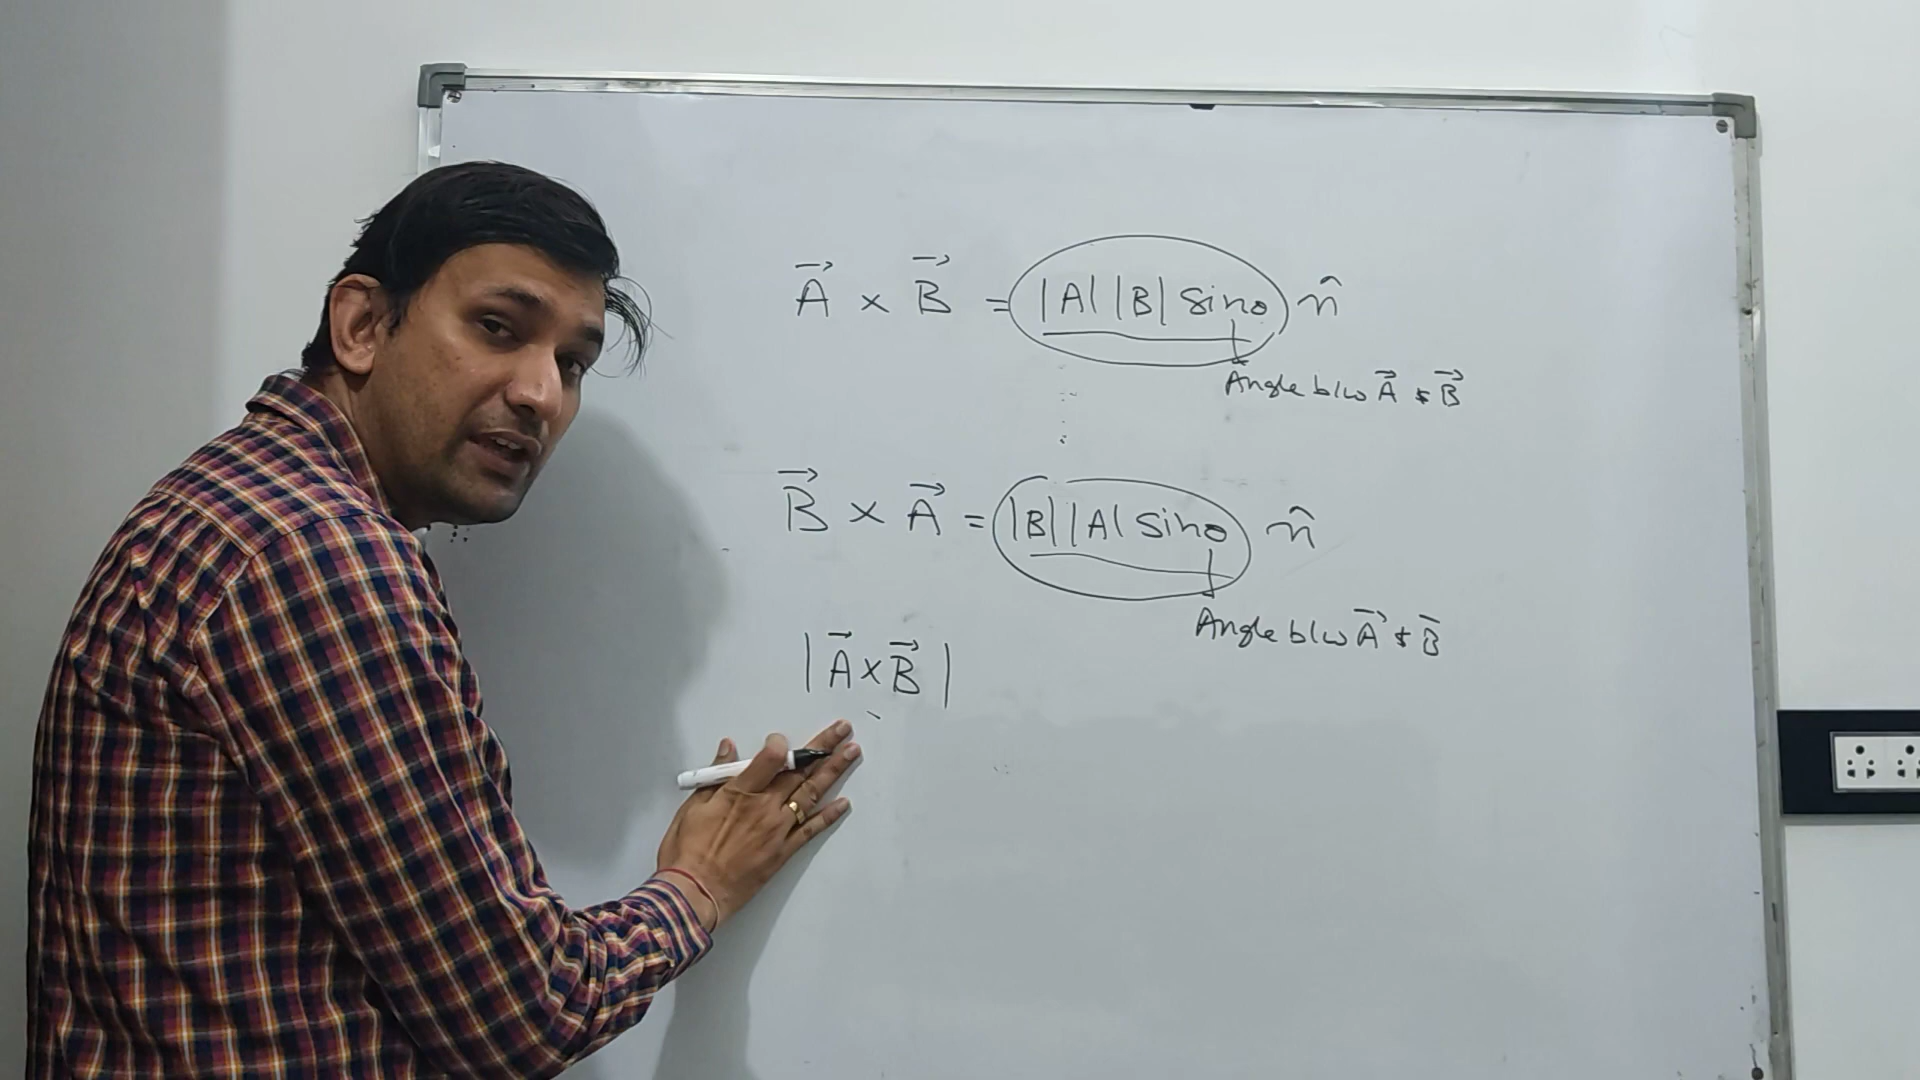 A⃗ × B⃗ = |A| |B| sinθ n̂
Angle b/w A⃗ & B⃗
B⃗ × A⃗ = |B| |A| sinθ n̂
Angle b/w A⃗ & B⃗
|A⃗ × B⃗|